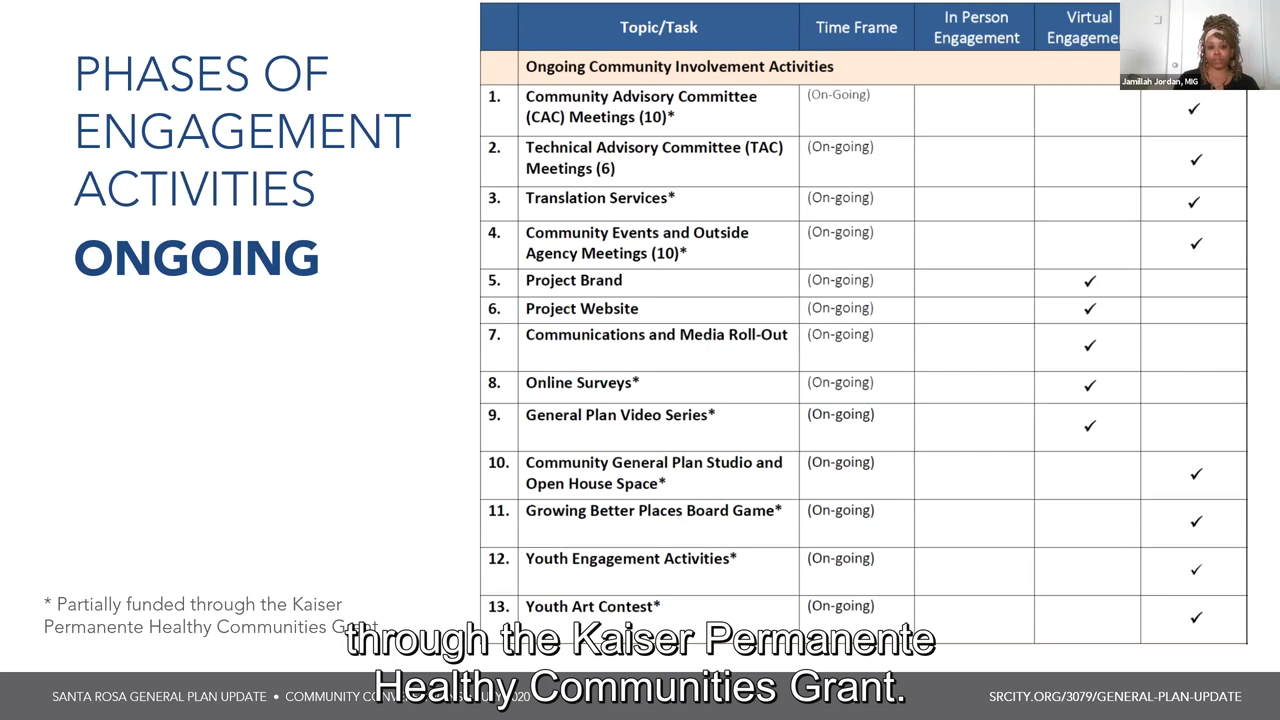 PHASES OF
ENGAGEMENT
ACTIVITIES
ONGOING
* Partially funded through the Kaiser
Permanente Healthy Communities Grant
Topic/Task Time Frame In Person Engagement Virtual
Ongoing Community Involvement Activities
1. Community Advisory Committee (On-Going) ✓
(CAC) Meetings (10)*
2. Technical Advisory Committee (TAC) (On-going) ✓
Meetings (6)
3. Translation Services* (On-going) ✓
4. Community Events and Outside (On-going) ✓
Agency Meetings (10)*
5. Project Brand (On-going) ✓
6. Project Website (On-going) ✓
7. Communications and Media Roll-Out (On-going) ✓
8. Online Surveys* (On-going) ✓
9. General Plan Video Series* (On-going) ✓
10. Community General Plan Studio and (On-going) ✓
Open House Space*
11. Growing Better Places Board Game* (On-going) ✓
12. Youth Engagement Activities* (On-going) ✓
13. Youth Art Contest* (On-going) ✓
Jamillah Jordan, MIG
through the Kaiser Permanente
Healthy Communities Grant.
SANTA ROSA GENERAL PLAN UPDATE • COMMUNITY 2020
SRCITY.ORG/3079/GENERAL-PLAN-UPDATE